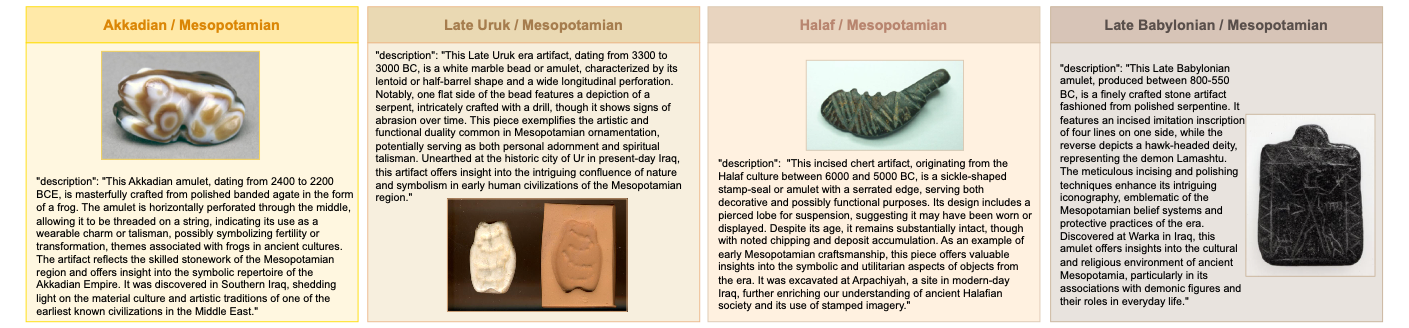 Akkadian / Mesopotamian
"description": "This Akkadian amulet, dating from 2400 to 2200
BCE, is masterfully crafted from polished banded agate in the form
of a frog. The amulet is horizontally perforated through the middle,
allowing it to be threaded on a string, indicating its use as a
wearable charm or talisman, possibly symbolizing fertility or
transformation, themes associated with frogs in ancient cultures.
The artifact reflects the skilled stonework of the Mesopotamian
region and offers insight into the symbolic repertoire of the
Akkadian Empire. It was discovered in Southern Iraq, shedding
light on the material culture and artistic traditions of one of the
earliest known civilizations in the Middle East."
Late Uruk / Mesopotamian
"description": "This Late Uruk era artifact, dating from 3300 to
3000 BC, is a white marble bead or amulet, characterized by its
lentoid or half-barrel shape and a wide longitudinal perforation.
Notably, one flat side of the bead features a depiction of a
serpent, intricately crafted with a drill, though it shows signs of
abrasion over time. This piece exemplifies the artistic and
functional duality common in Mesopotamian ornamentation,
potentially serving as both personal adornment and spiritual
talisman. Unearthed at the historic city of Ur in present-day Iraq,
this artifact offers insight into the intriguing confluence of nature
and symbolism in early human civilizations of the Mesopotamian
region."
Halaf / Mesopotamian
"description": "This incised chert artifact, originating from the
Halaf culture between 6000 and 5000 BC, is a sickle-shaped
stamp-seal or amulet with a serrated edge, serving both
decorative and possibly functional purposes. Its design includes a
pierced lobe for suspension, suggesting it may have been worn or
displayed. Despite its age, it remains substantially intact, though
with noted chipping and deposit accumulation. As an example of
early Mesopotamian craftsmanship, this piece offers valuable
insights into the symbolic and utilitarian aspects of objects from
the era. It was excavated at Arpachiyah, a site in modern-day
Iraq, further enriching our understanding of ancient Halafian
society and its use of stamped imagery."
Late Babylonian / Mesopotamian
"description": "This Late Babylonian
amulet, produced between 800-550
BC, is a finely crafted stone artifact
fashioned from polished serpentine. It
features an incised imitation inscription
of four lines on one side, while the
reverse depicts a hawk-headed deity,
representing the demon Lamashtu.
The meticulous incising and polishing
techniques enhance its intriguing
iconography, emblematic of the
Mesopotamian belief systems and
protective practices of the era.
Discovered at Warka in Iraq, this
amulet offers insights into the cultural
and religious environment of ancient
Mesopotamia, particularly in its
associations with demonic figures and
their roles in everyday life."